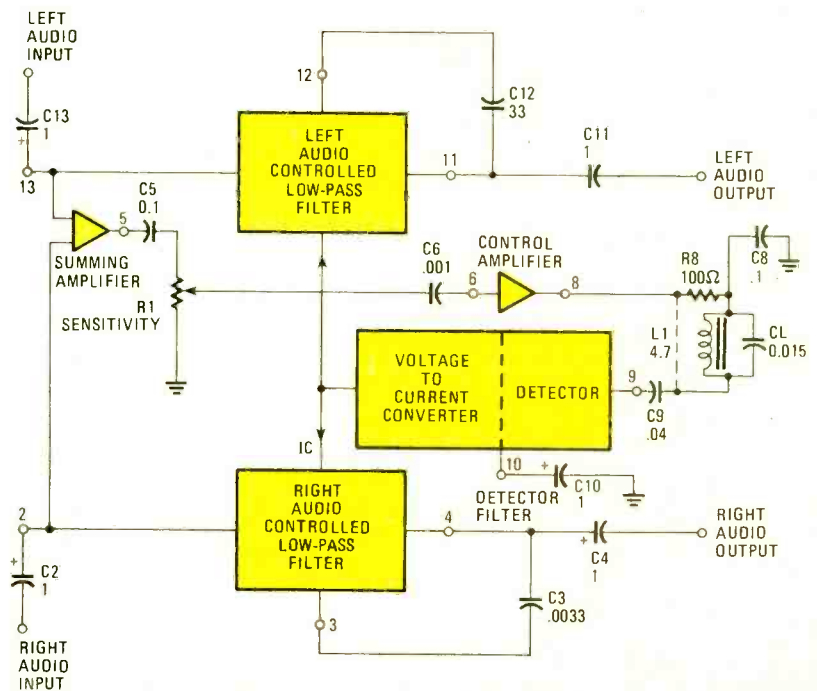 LEFT
AUDIO
INPUT
C13
1
+
13
12
C12
33
LEFT
AUDIO
CONTROLLED
LOW-PASS
FILTER
11
C11
1
LEFT
AUDIO
OUTPUT
5
C5
0.1
SUMMING
AMPLIFIER
R1
SENSITIVITY
C6
.001
6
CONTROL
AMPLIFIER
8
R8
100Ω
C8
.1
L1
4.7
CL
0.015
VOLTAGE
TO
CURRENT
CONVERTER
DETECTOR
9
C9
.04
IC
10
+
C10
1
DETECTOR
FILTER
2
+
C2
1
RIGHT
AUDIO
INPUT
RIGHT
AUDIO
CONTROLLED
LOW-PASS
FILTER
4
+
C4
1
RIGHT
AUDIO
OUTPUT
3
C3
.0033